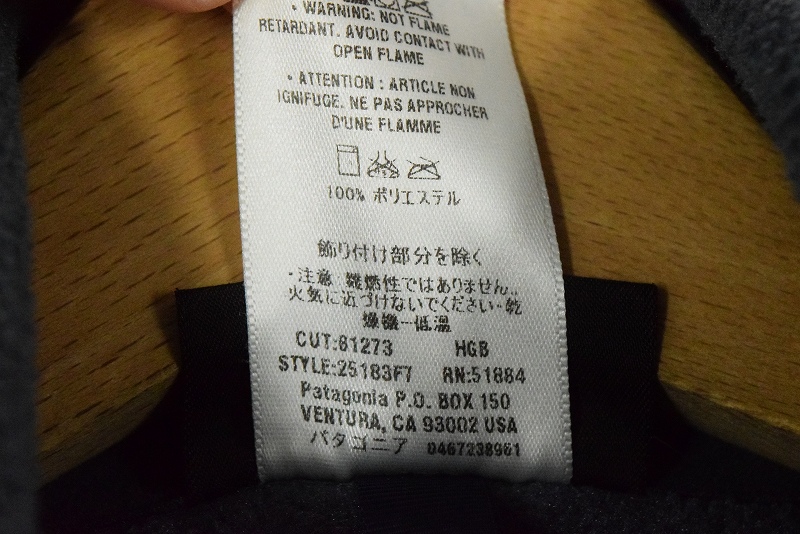 • WARNING: NOT FLAME
RETARDANT. AVOID CONTACT WITH
OPEN FLAME
• ATTENTION : ARTICLE NON
IGNIFUGE. NE PAS APPROCHER
D'UNE FLAMME
100% ポリエステル
飾り付け部分を除く
・注意 難燃性ではありません..
火気に近づけないでください・乾
燥機―低温
CUT:61273 HGB
STYLE:25183F7 RN:51884
Patagonia P.O. BOX 150
VENTURA, CA 93002 USA
パタゴニア 0467238961